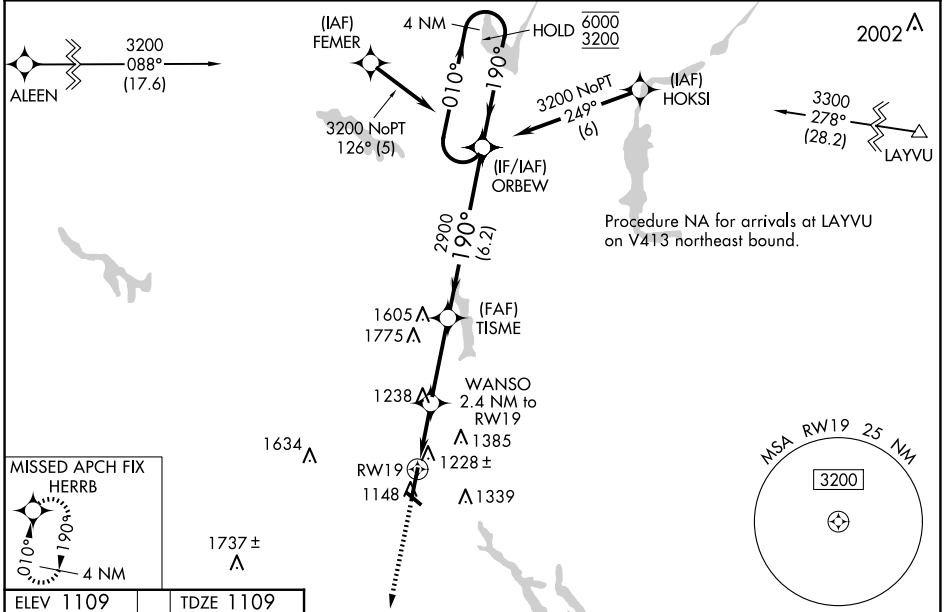 (IAF)
FEMER
4 NM
HOLD
6000
3200
2002
3200
088°
(17.6)
ALEEN
010°
190°
3200 NoPT
249°
(6)
(IAF)
HOKSI
3200 NoPT
126° (5)
3300
278°
(28.2)
LAYVU
(IF/IAF)
ORBEW
Procedure NA for arrivals at LAYVU
on V413 northeast bound.
2900
190°
(6.2)
1605
(FAF)
TISME
1775
1238
WANSO
2.4 NM to
RW19
1385
1634
1228 ±
RW19
1148
1339
MSA RW19 25 NM
3200
MISSED APCH FIX
HERRB
010°
190°
4 NM
1737 ±
ELEV 1109
TDZE 1109